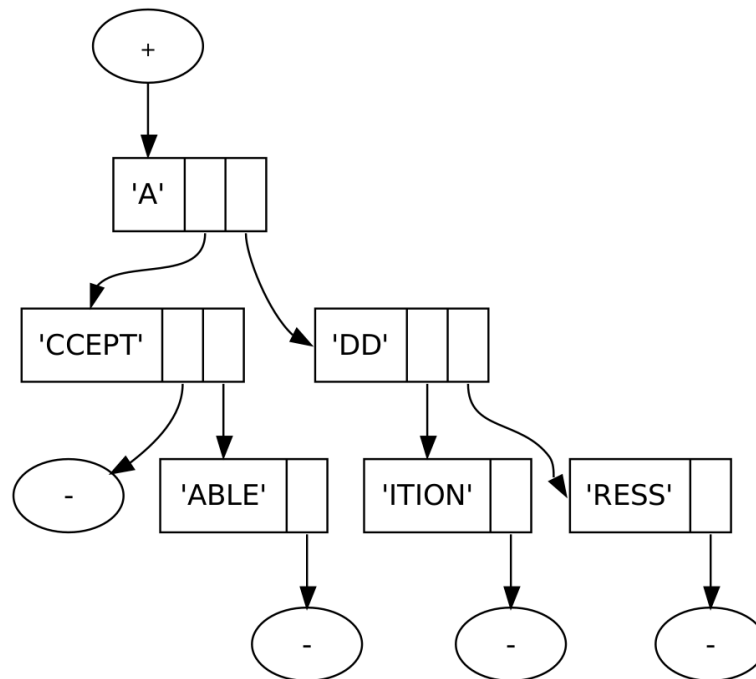 +
'A'
'CCEPT' 'DD'
- 'ABLE' 'ITION' 'RESS'
- - -